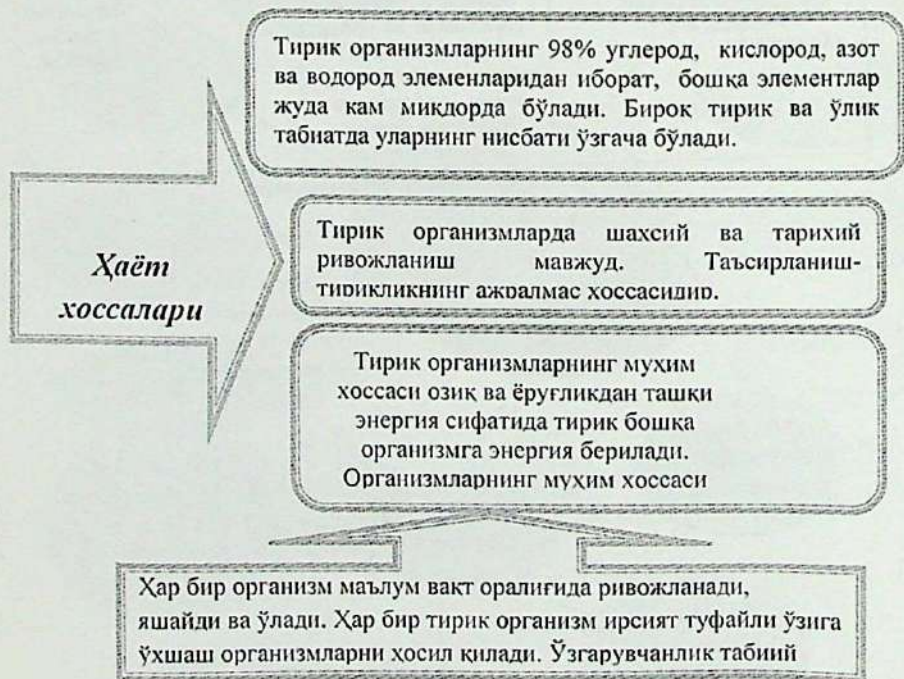 Тирик организмларнинг 98% углерод, кислород, азот
ва водород элеменларидан иборат, бошқа элементлар
жуда кам миқдорда бўлади. Бироқ тирик ва ўлик
табиатда уларнинг нисбати ўзгача бўлади.
Ҳаёт
хоссалари
Тирик организмларда шахсий ва тарихий
ривожланиш мавжуд. Таъсирланиш-
тирикликнинг ажралмас хоссасидир.
Тирик организмларнинг муҳим
хоссаси озиқ ва ёруғликдан ташқи
энергия сифатида тирик бошқа
организмга энергия берилади.
Организмларнинг муҳим хоссаси
Ҳар бир организм маълум вақт оралиғида ривожланади,
яшайди ва ўлади. Ҳар бир тирик организм ирсият туфайли ўзига
ўхшаш организмларни ҳосил қилади. Ўзгарувчанлик табиий